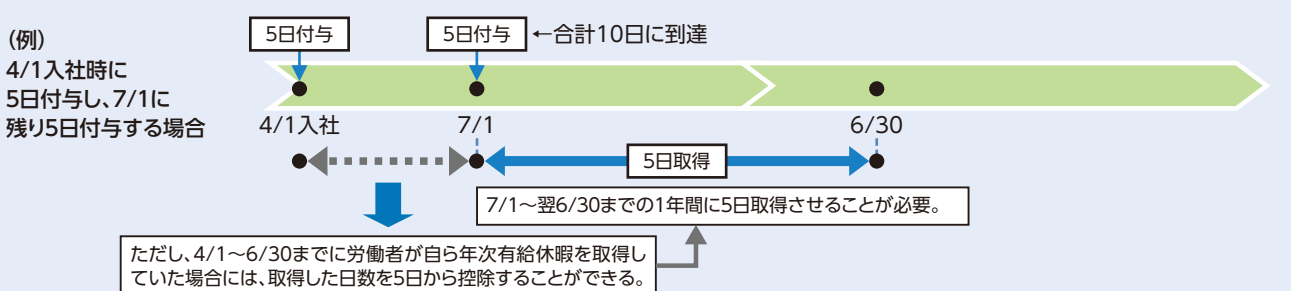 (例)
4/1入社時に
5日付与し、7/1に
残り5日付与する場合
5日付与
5日付与
←合計10日に到達
4/1入社
7/1
6/30
5日取得
7/1～翌6/30までの1年間に5日取得させることが必要。
ただし、4/1～6/30までに労働者が自ら年次有給休暇を取得し
ていた場合には、取得した日数を5日から控除することができる。